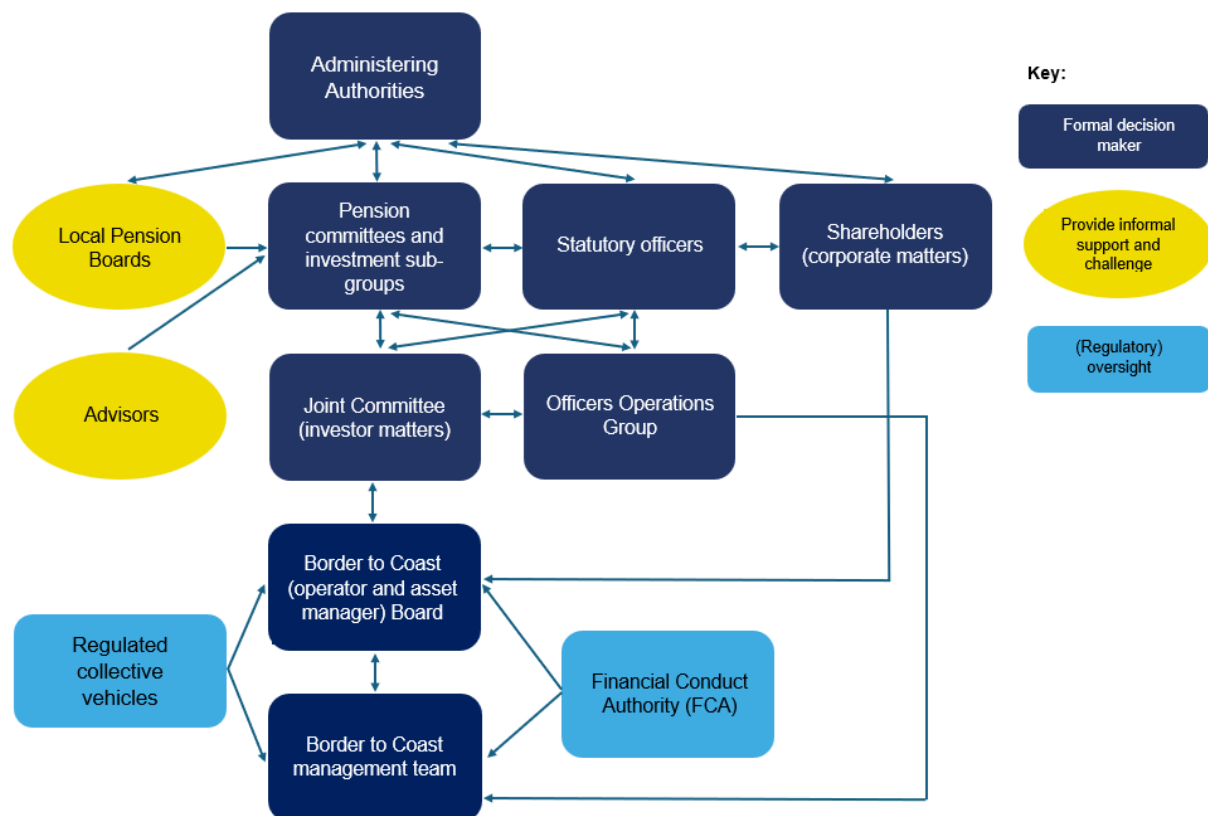 Administering
Authorities
Key:
Formal decision
maker
Local Pension
Boards
Pension
committees and
investment sub-
groups
Statutory officers
Shareholders
(corporate matters)
Provide informal
support and
challenge
Advisors
Joint Committee
(investor matters)
Officers Operations
Group
(Regulatory)
oversight
Border to Coast
(operator and asset
manager) Board
Regulated
collective
vehicles
Financial Conduct
Authority (FCA)
Border to Coast
management team